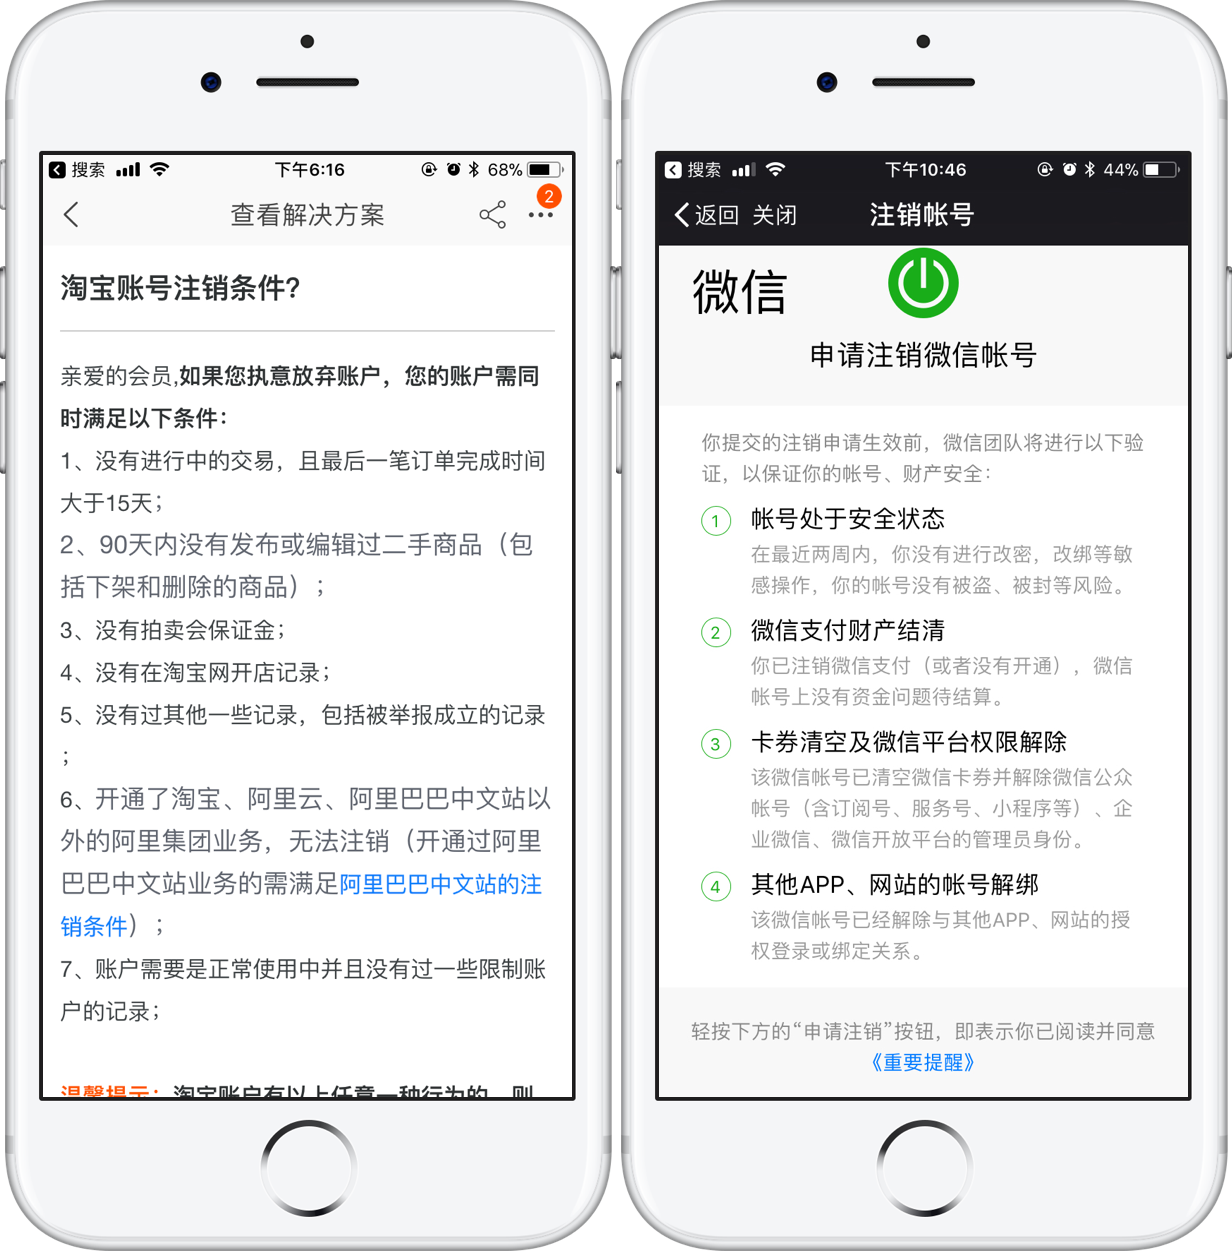 搜索
下午6:16
68%
查看解决方案
2
淘宝账号注销条件?
亲爱的会员,如果您执意放弃账户，您的账户需同
时满足以下条件：
1、没有进行中的交易，且最后一笔订单完成时间
大于15天；
2、90天内没有发布或编辑过二手商品（包
括下架和删除的商品）；
3、没有拍卖会保证金；
4、没有在淘宝网开店记录；
5、没有过其他一些记录，包括被举报成立的记录
；
6、开通了淘宝、阿里云、阿里巴巴中文站以
外的阿里集团业务，无法注销（开通过阿里
巴巴中文站业务的需满足阿里巴巴中文站的注
销条件）；
7、账户需要是正常使用中并且没有过一些限制账
户的记录；
温馨提示：淘宝账户有以上任意一种行为的，则
搜索
下午10:46
44%
返回 关闭
注销帐号
微信
申请注销微信帐号
你提交的注销申请生效前，微信团队将进行以下验
证，以保证你的帐号、财产安全：
1 帐号处于安全状态
在最近两周内，你没有进行改密，改绑等敏
感操作，你的帐号没有被盗、被封等风险。
2 微信支付财产结清
你已注销微信支付（或者没有开通），微信
帐号上没有资金问题待结算。
3 卡券清空及微信平台权限解除
该微信帐号已清空微信卡券并解除微信公众
帐号（含订阅号、服务号、小程序等）、企
业微信、微信开放平台的管理员身份。
4 其他APP、网站的帐号解绑
该微信帐号已经解除与其他APP、网站的授
权登录或绑定关系。
轻按下方的“申请注销”按钮，即表示你已阅读并同意
《重要提醒》